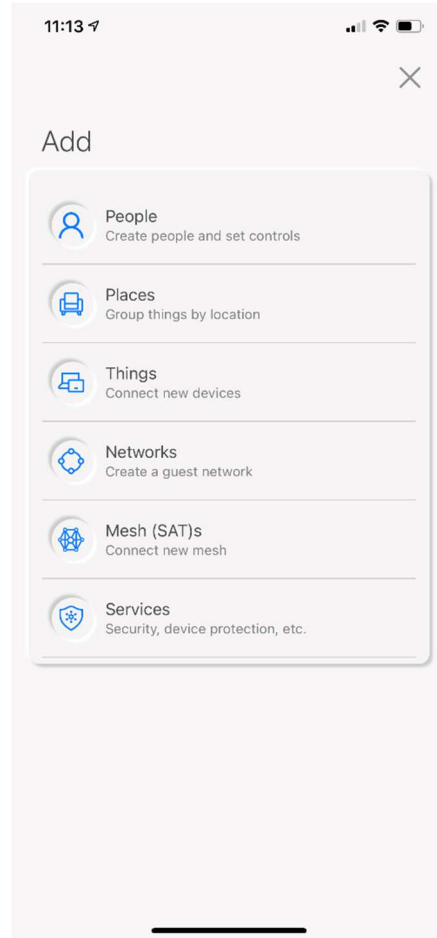 11:13
Add
People
Create people and set controls
Places
Group things by location
Things
Connect new devices
Networks
Create a guest network
Mesh (SAT)s
Connect new mesh
Services
Security, device protection, etc.